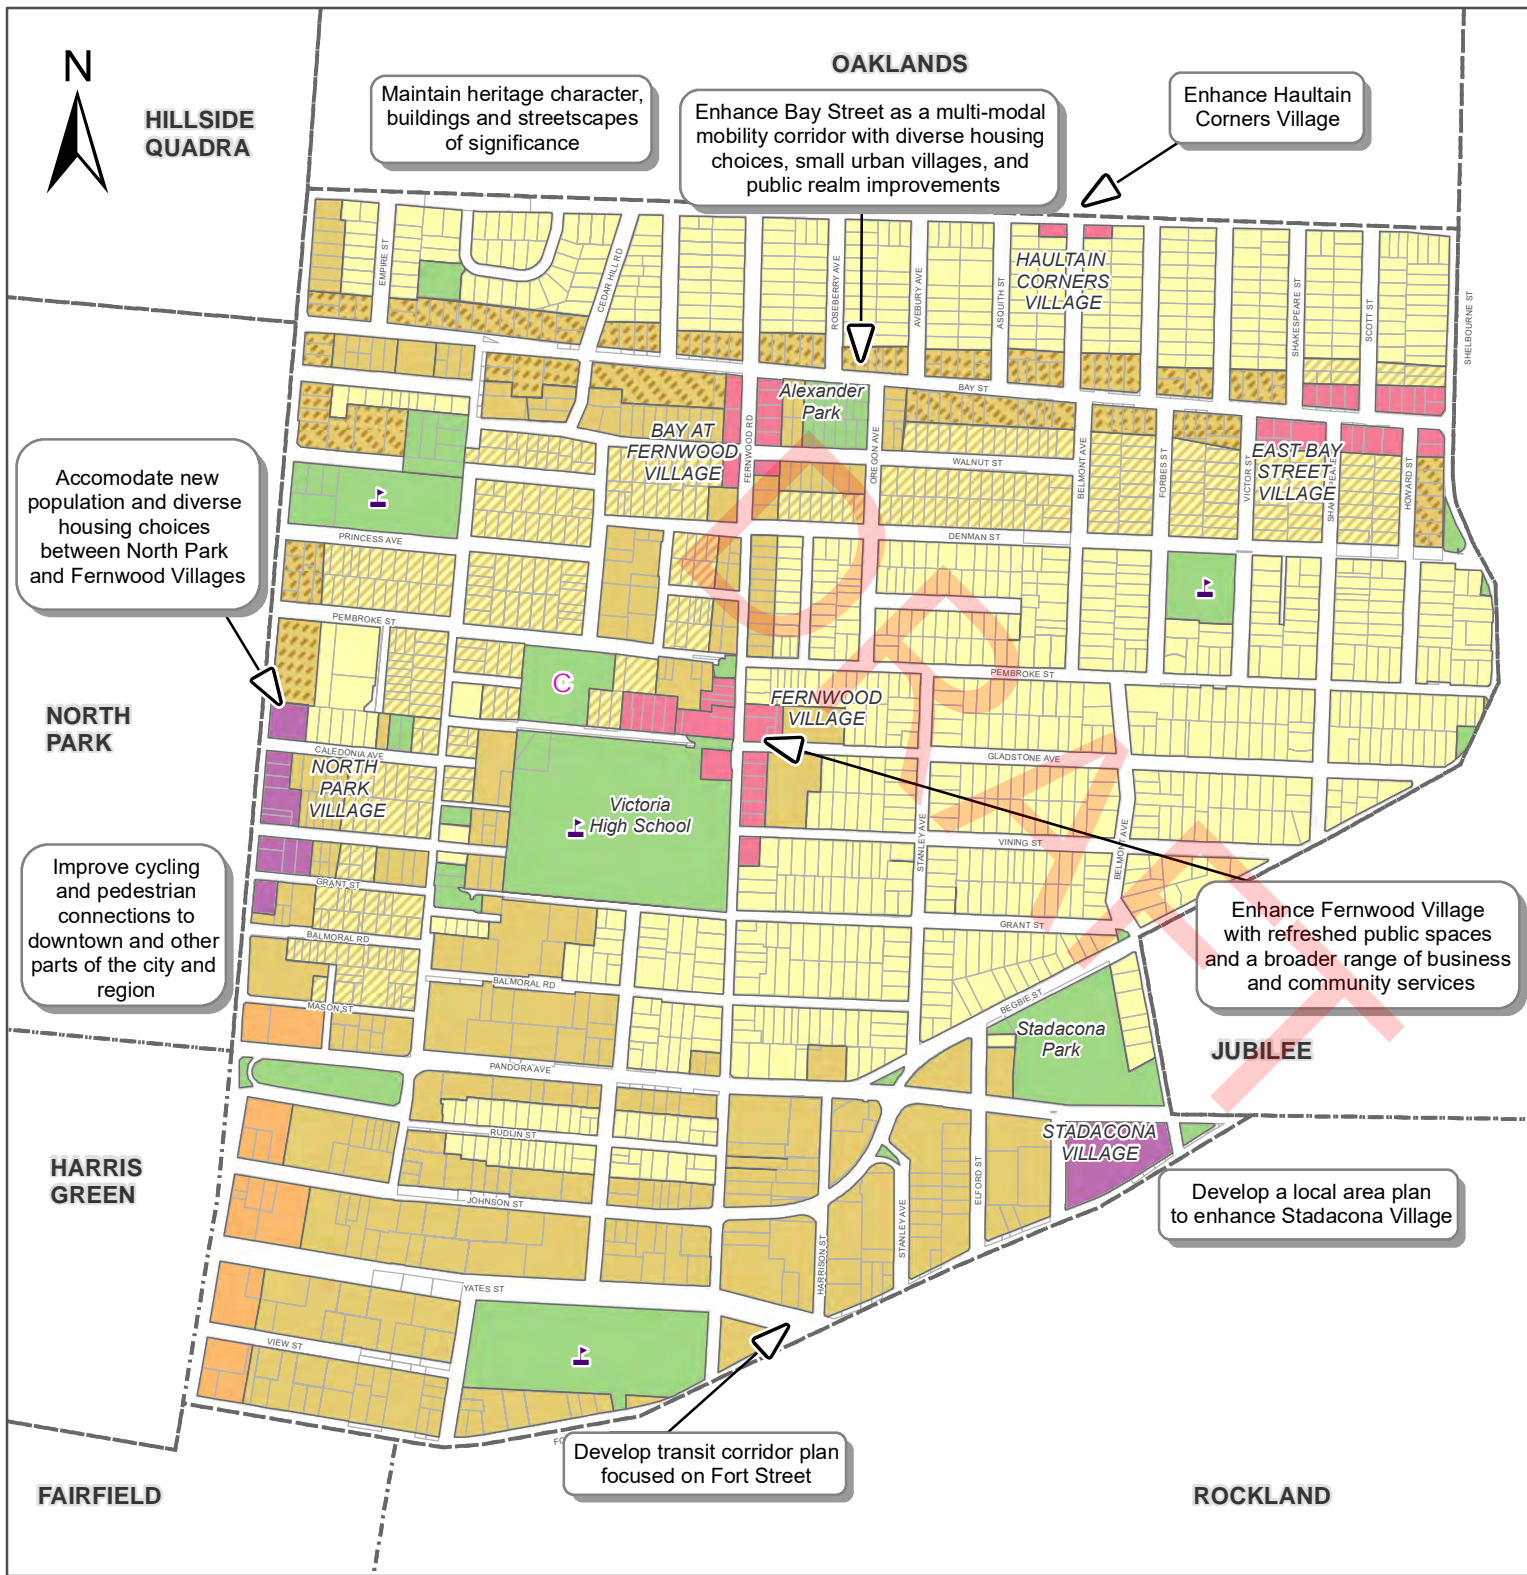 N
HILLSIDE
QUADRA
OAKLANDS
Maintain heritage character,
buildings and streetscapes
of significance
Enhance Bay Street as a multi-modal
mobility corridor with diverse housing
choices, small urban villages, and
public realm improvements
Enhance Haultain
Corners Village
EMPIRE ST
CEDAR HILL RD
ROSEBERRY AVE
AVEBURY AVE
ASQUITH ST
HAULTAIN
CORNERS
VILLAGE
SHAKESPEARE ST
SCOTT ST
SHELBOURNE ST
BAY ST
Alexander
Park
BAY AT
FERNWOOD
VILLAGE
FERNWOOD RD
OREGON AVE
WALNUT ST
BELMONT AVE
FORBES ST
VICTOR ST
EAST BAY
STREET
VILLAGE
HOWARD ST
Accomodate new
population and diverse
housing choices
between North Park
and Fernwood Villages
PRINCESS AVE
DENMAN ST
PEMBROKE ST
PEMBROKE ST
C
NORTH
PARK
FERNWOOD
VILLAGE
CALEDONIA AVE
GLADSTONE AVE
NORTH
PARK
VILLAGE
Victoria
High School
STANLEY AVE
VINING ST
BELMONT AVE
Improve cycling
and pedestrian
connections to
downtown and other
parts of the city and
region
GRANT ST
BALMORAL RD
GRANT ST
Enhance Fernwood Village
with refreshed public spaces
and a broader range of business
and community services
BALMORAL RD
MASON ST
BEGBIE ST
Stadacona
Park
JUBILEE
PANDORA AVE
RUDLIN ST
STADACONA
VILLAGE
HARRIS
GREEN
JOHNSON ST
HARRISON ST
STANLEY AVE
ELFORD ST
Develop a local area plan
to enhance Stadacona Village
YATES ST
VIEW ST
FO
Develop transit corridor plan
focused on Fort Street
FAIRFIELD
ROCKLAND
DRAFT